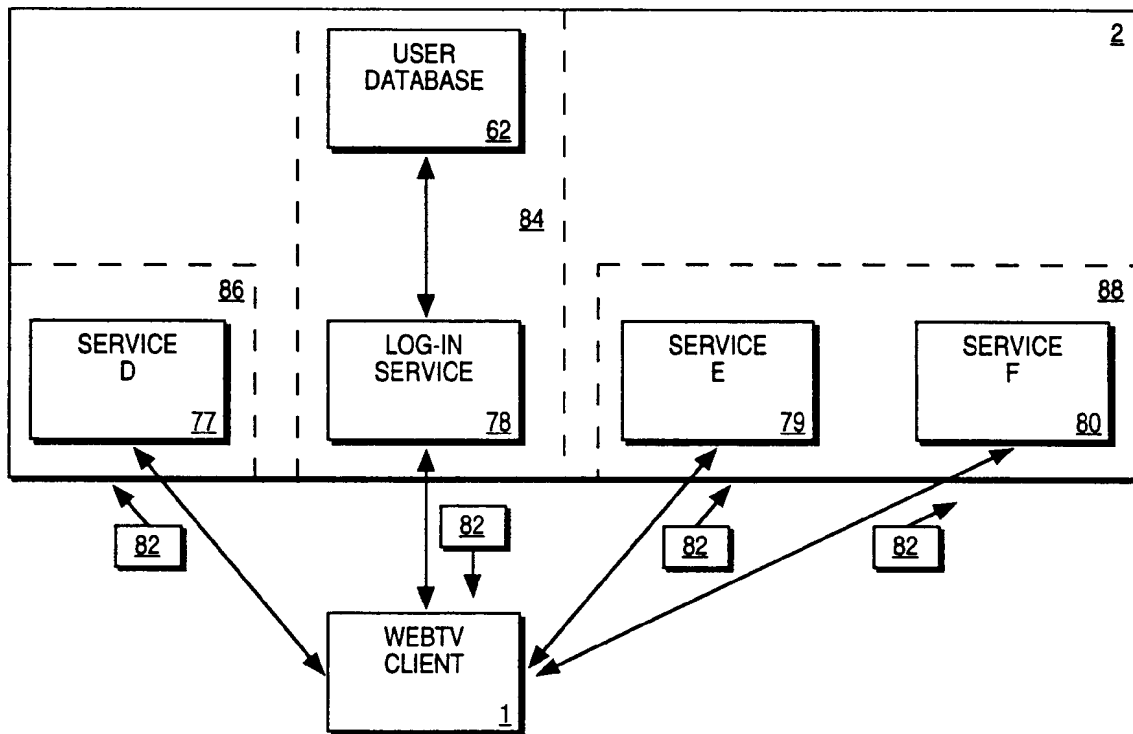 2
USER
DATABASE
62
84
86
88
SERVICE
D
77
LOG-IN
SERVICE
78
SERVICE
E
79
SERVICE
F
80
82
82
82
82
WEBTV
CLIENT
1